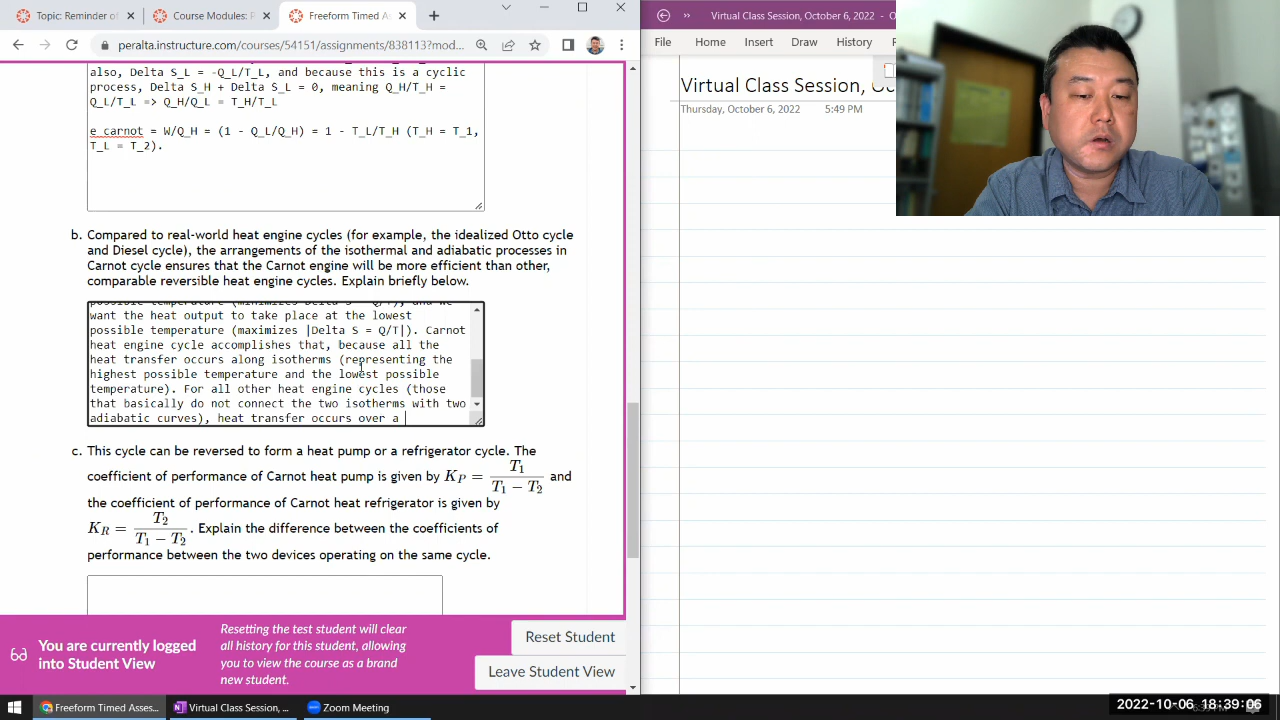 Topic: Reminder of
Course Modules: P
Freeform Timed As
Virtual Class Session, October 6, 2022 - O
peralta.instructure.com/courses/54151/assignments/838113?mod...
File
Home
Insert
Draw
History
also, Delta S_L = -Q_L/T_L, and because this is a cyclic
process, Delta S_H + Delta S_L = 0, meaning Q_H/T_H =
Q_L/T_L => Q_H/Q_L = T_H/T_L
e_carnot = W/Q_H = (1 - Q_L/Q_H) = 1 - T_L/T_H (T_H = T_1,
T_L = T_2).
Virtual Class Session, Oc
Thursday, October 6, 2022 5:49 PM
b. Compared to real-world heat engine cycles (for example, the idealized Otto cycle
and Diesel cycle), the arrangements of the isothermal and adiabatic processes in
Carnot cycle ensures that the Carnot engine will be more efficient than other,
comparable reversible heat engine cycles. Explain briefly below.
possible temperature (minimizes Delta S = Q/T), and we
want the heat output to take place at the lowest
possible temperature (maximizes |Delta S = Q/T|). Carnot
heat engine cycle accomplishes that, because all the
heat transfer occurs along isotherms (representing the
highest possible temperature and the lowest possible
temperature). For all other heat engine cycles (those
that basically do not connect the two isotherms with two
adiabatic curves), heat transfer occurs over a
c. This cycle can be reversed to form a heat pump or a refrigerator cycle. The
coefficient of performance of Carnot heat pump is given by K_P = T_1/(T_1 − T_2) and
the coefficient of performance of Carnot heat refrigerator is given by
K_R = T_2/(T_1 − T_2). Explain the difference between the coefficients of
performance between the two devices operating on the same cycle.
You are currently logged
into Student View
Resetting the test student will clear
all history for this student, allowing
you to view the course as a brand
new student.
Reset Student
Leave Student View
Freeform Timed Asses...
Virtual Class Session, ...
Zoom Meeting
2022-10-06 18:39:06